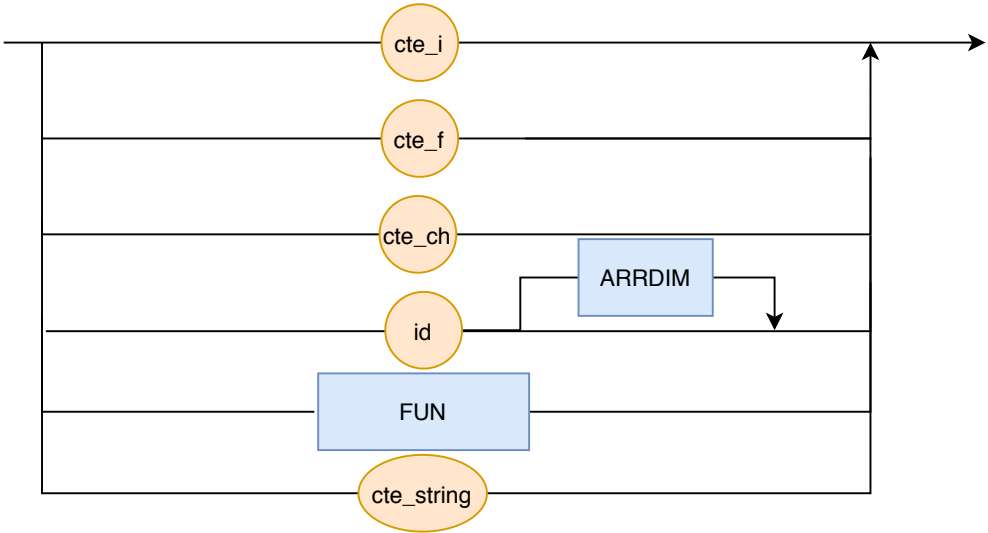 cte_i
cte_f
cte_ch
ARRDIM
id
FUN
cte_string